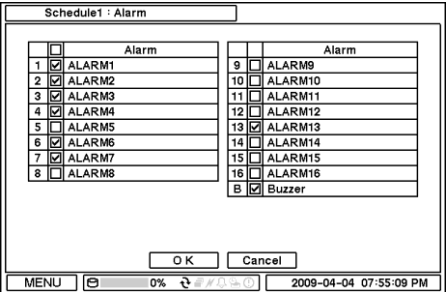 Schedule1 : Alarm
Alarm
1 ALARM1
2 ALARM2
3 ALARM3
4 ALARM4
5 ALARM5
6 ALARM6
7 ALARM7
8 ALARM8
Alarm
9 ALARM9
10 ALARM10
11 ALARM11
12 ALARM12
13 ALARM13
14 ALARM14
15 ALARM15
16 ALARM16
B Buzzer
OK Cancel
MENU 0% 2009-04-04 07:55:09 PM